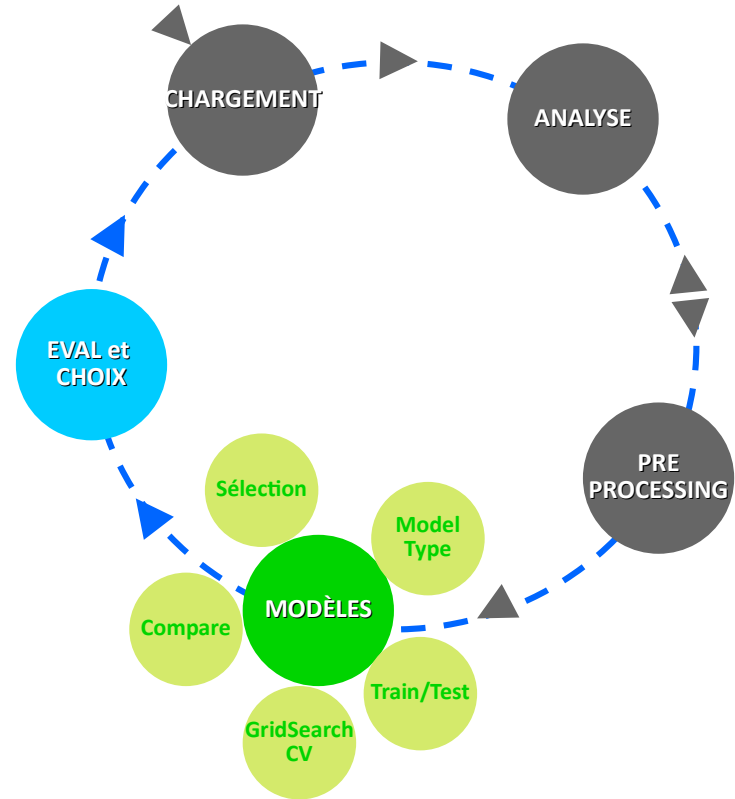 CHARGEMENT
ANALYSE
PRE
PROCESSING
MODÈLES
Model
Type
Train/Test
GridSearch
CV
Compare
Sélection
EVAL et
CHOIX